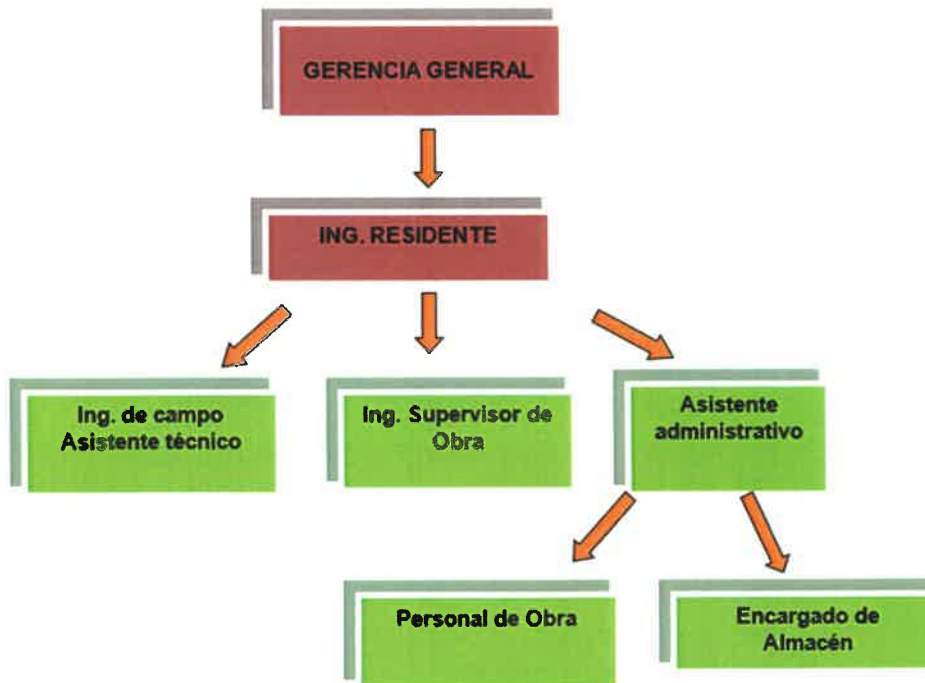 GERENCIA GENERAL
ING. RESIDENTE
Ing. de campo
Asistente técnico
Ing. Supervisor de
Obra
Asistente
administrativo
Personal de Obra
Encargado de
Almacén